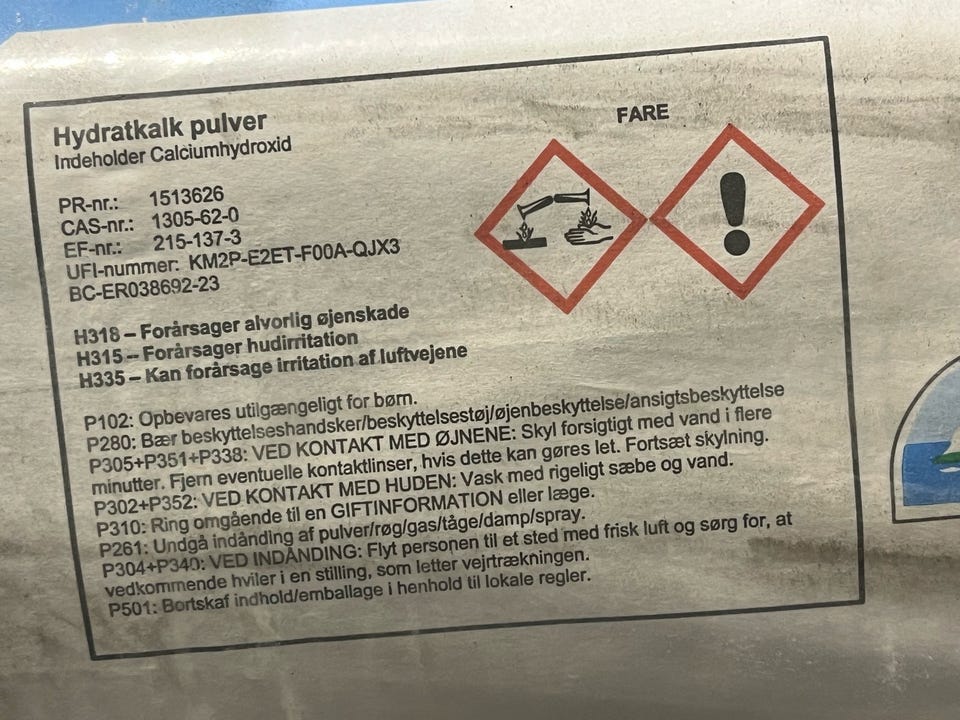 FARE
Hydratkalk pulver
Indeholder Calciumhydroxid
PR-nr.: 1513626
CAS-nr.: 1305-62-0
EF-nr.: 215-137-3
UFI-nummer: KM2P-E2ET-F00A-QJX3
BC-ER038692-23
H318 – Forårsager alvorlig øjenskade
H315 – Forårsager hudirritation
H335 – Kan forårsage irritation af luftvejene
P102: Opbevares utilgængeligt for børn.
P280: Bær beskyttelseshandsker/beskyttelsestøj/øjenbeskyttelse/ansigtsbeskyttelse
P305+P351+P338: VED KONTAKT MED ØJNENE: Skyl forsigtigt med vand i flere
minutter. Fjern eventuelle kontaktlinser, hvis dette kan gøres let. Fortsæt skylning.
P302+P352: VED KONTAKT MED HUDEN: Vask med rigeligt sæbe og vand.
P310: Ring omgående til en GIFTINFORMATION eller læge.
P261: Undgå indånding af pulver/røg/gas/tåge/damp/spray.
P304+P340: VED INDÅNDING: Flyt personen til et sted med frisk luft og sørg for, at
vedkommende hviler i en stilling, som letter vejrtrækningen.
P501: Bortskaf indhold/emballage i henhold til lokale regler.